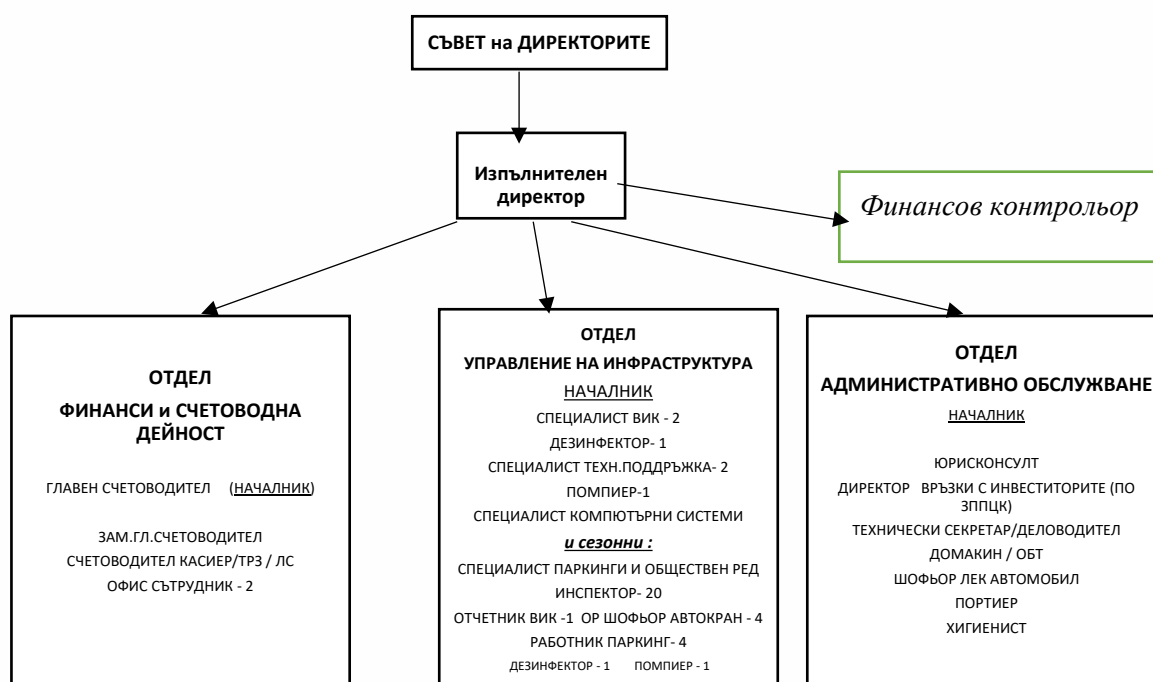 СЪВЕТ на ДИРЕКТОРИТЕ
Изпълнителен
директор
Финансов контрольор
ОТДЕЛ
ФИНАНСИ и СЧЕТОВОДНА
ДЕЙНОСТ
ГЛАВЕН СЧЕТОВОДИТЕЛ (НАЧАЛНИК)
ЗАМ.ГЛ.СЧЕТОВОДИТЕЛ
СЧЕТОВОДИТЕЛ КАСИЕР/ТРЗ / ЛС
ОФИС СЪТРУДНИК - 2
ОТДЕЛ
УПРАВЛЕНИЕ НА ИНФРАСТРУКТУРА
НАЧАЛНИК
СПЕЦИАЛИСТ ВИК - 2
ДЕЗИНФЕКТОР- 1
СПЕЦИАЛИСТ ТЕХН.ПОДДРЪЖКА- 2
ПОМПИЕР-1
СПЕЦИАЛИСТ КОМПЮТЪРНИ СИСТЕМИ
и сезонни :
СПЕЦИАЛИСТ ПАРКИНГИ И ОБЩЕСТВЕН РЕД
ИНСПЕКТОР- 20
ОТЧЕТНИК ВИК -1 ОР ШОФЬОР АВТОКРАН - 4
РАБОТНИК ПАРКИНГ- 4
ДЕЗИНФЕКТОР - 1 ПОМПИЕР - 1
ОТДЕЛ
АДМИНИСТРАТИВНО ОБСЛУЖВАНЕ
НАЧАЛНИК
ЮРИСКОНСУЛТ
ДИРЕКТОР ВРЪЗКИ С ИНВЕСТИТОРИТЕ (ПО
ЗППЦК)
ТЕХНИЧЕСКИ СЕКРЕТАР/ДЕЛОВОДИТЕЛ
ДОМАКИН / ОБТ
ШОФЬОР ЛЕК АВТОМОБИЛ
ПОРТИЕР
ХИГИЕНИСТ